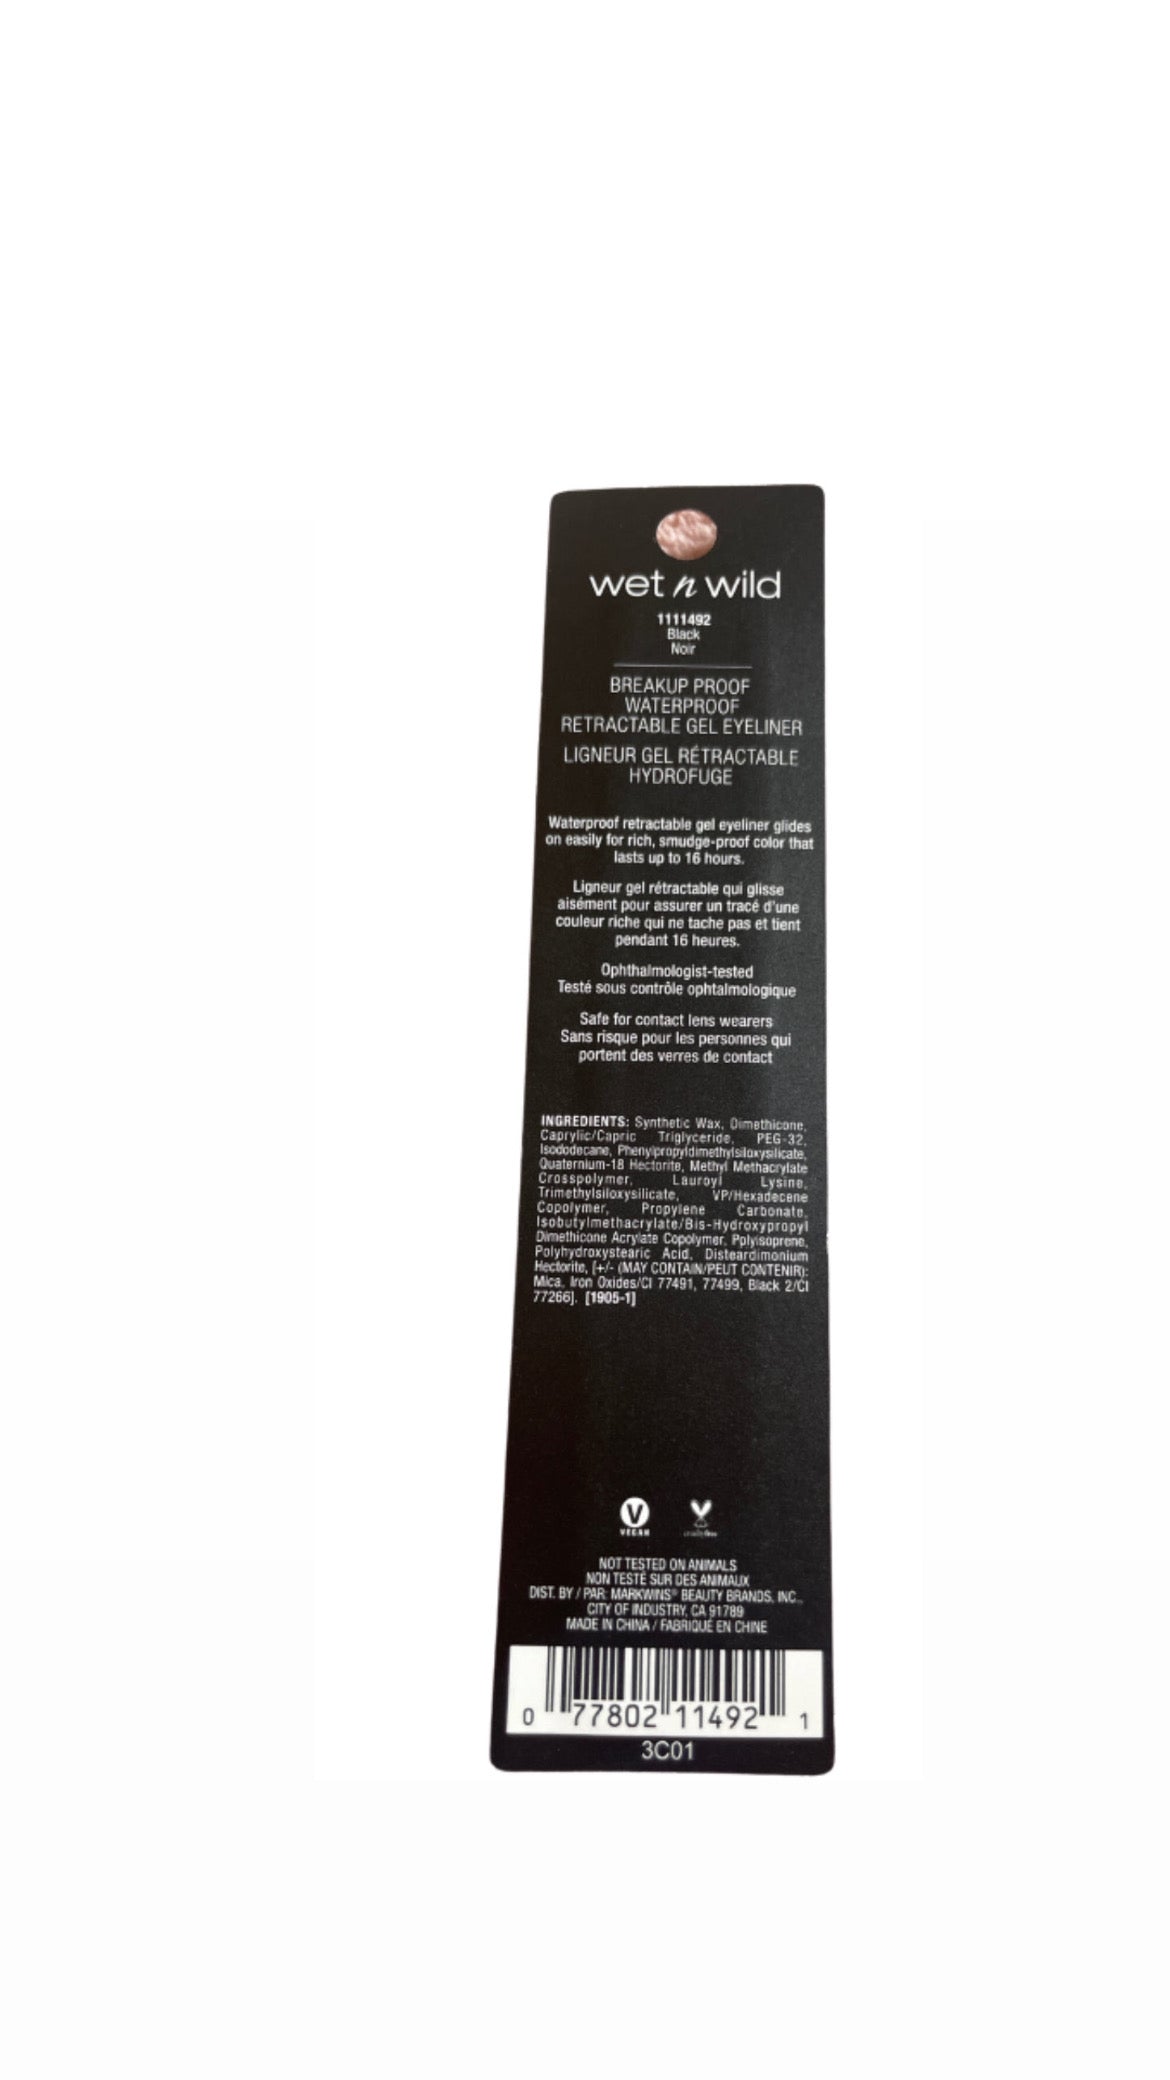 wet n wild
1111492
Black
Noir
BREAKUP PROOF
WATERPROOF
RETRACTABLE GEL EYELINER
LIGNEUR GEL RÉTRACTABLE
HYDROFUGE
Waterproof retractable gel eyeliner glides
on easily for rich, smudge-proof color that
lasts up to 16 hours.
Ligneur gel rétractable qui glisse
aisément pour assurer un tracé d'une
couleur riche qui ne tache pas et tient
pendant 16 heures.
Ophthalmologist-tested
Testé sous contrôle ophtalmologique
Safe for contact lens wearers
Sans risque pour les personnes qui
portent des verres de contact
INGREDIENTS: Synthetic Wax, Dimethicone,
Caprylic/Capric Triglyceride, PEG-32,
Isododecane, Phenylpropyldimethylsiloxysilicate,
Quaternium-18 Hectorite, Methyl Methacrylate
Crosspolymer, Lauroyl Lysine,
Trimethylsiloxysilicate, VP/Hexadecene
Copolymer, Propylene Carbonate,
Isobutylmethacrylate/Bis-Hydroxypropyl
Dimethicone Acrylate Copolymer, Polyisoprene,
Polyhydroxystearic Acid, Disteardimonium
Hectorite, [+/- (MAY CONTAIN/PEUT CONTENIR):
Mica, Iron Oxides/CI 77491, 77499, Black 2/CI
77266]. [1905-1]
V
VEGAN
cruelty free
NOT TESTED ON ANIMALS
NON TESTÉ SUR DES ANIMAUX
DIST. BY / PAR: MARKWINS® BEAUTY BRANDS, INC.,
CITY OF INDUSTRY, CA 91789
MADE IN CHINA / FABRIQUÉ EN CHINE
0 77802 11492 1
3C01